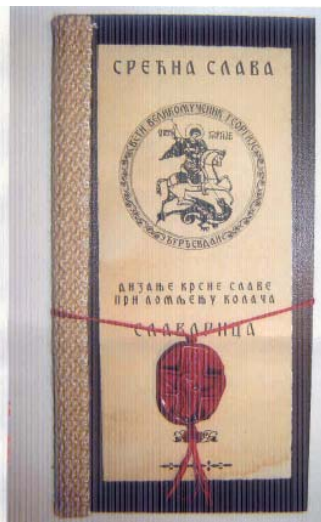 СРЕЋНА СЛАВА
СВЕТИ ВЕЛИКОМУЧЕНИК ГЕОРГИЈЕ
ЂУРЂЕВДАН
ДИЗАЊЕ КРСНЕ СЛАВЕ
ПРИ ЛОМЉЕЊУ КОЛАЧА
СЛАВАРИЦА